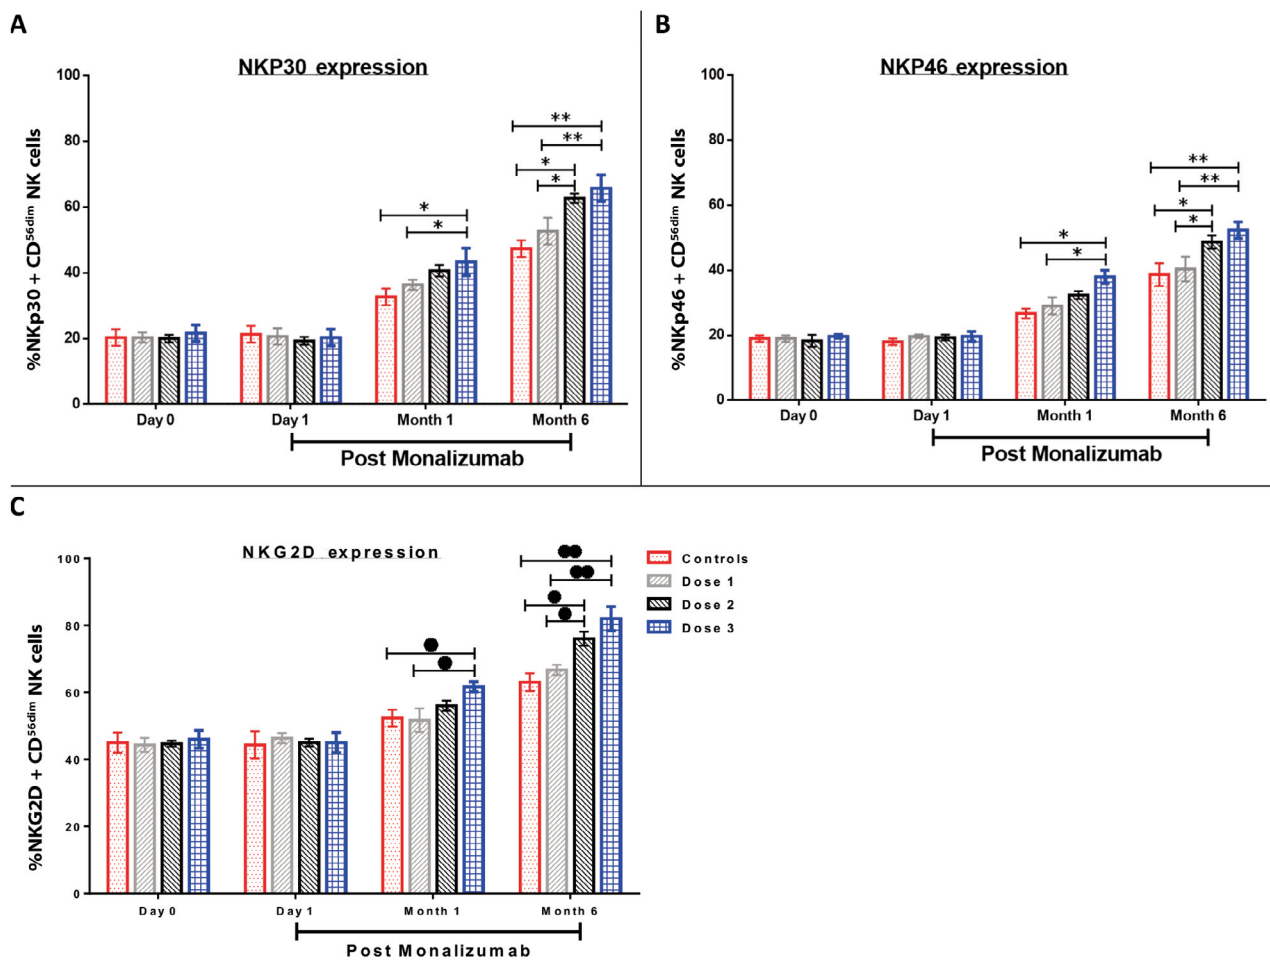 A
NKP30 expression
%NKp30 + CD56dim NK cells
100
80
60
40
20
0
**
**
*
*
*
*
Day 0
Day 1
Month 1
Month 6
Post Monalizumab
B
NKP46 expression
%NKp46 + CD56dim NK cells
100
80
60
40
20
0
**
**
*
*
*
*
Day 0
Day 1
Month 1
Month 6
Post Monalizumab
C
NKG2D expression
%NKG2D + CD56dim NK cells
100
80
60
40
20
0
Day 0
Day 1
Month 1
Month 6
Post Monalizumab
Controls
Dose 1
Dose 2
Dose 3